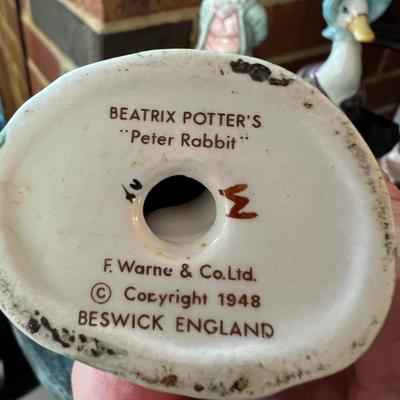 BEATRIX POTTER'S
"Peter Rabbit"
F. Warne & Co. Ltd.
© Copyright 1948
BESWICK ENGLAND